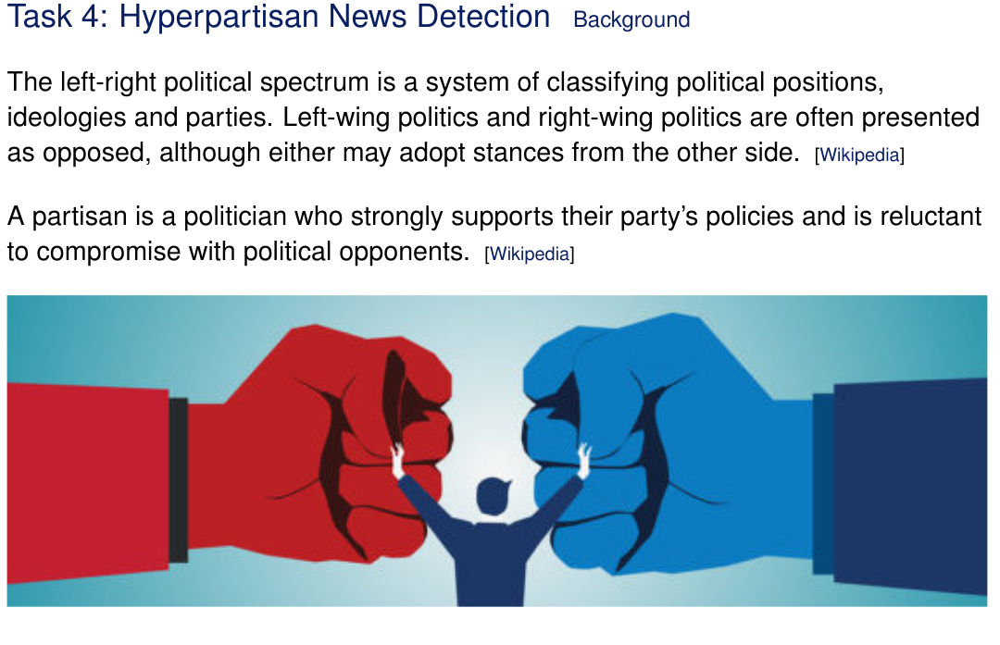 Task 4: Hyperpartisan News Detection Background
The left-right political spectrum is a system of classifying political positions,
ideologies and parties. Left-wing politics and right-wing politics are often presented
as opposed, although either may adopt stances from the other side. [Wikipedia]
A partisan is a politician who strongly supports their party’s policies and is reluctant
to compromise with political opponents. [Wikipedia]